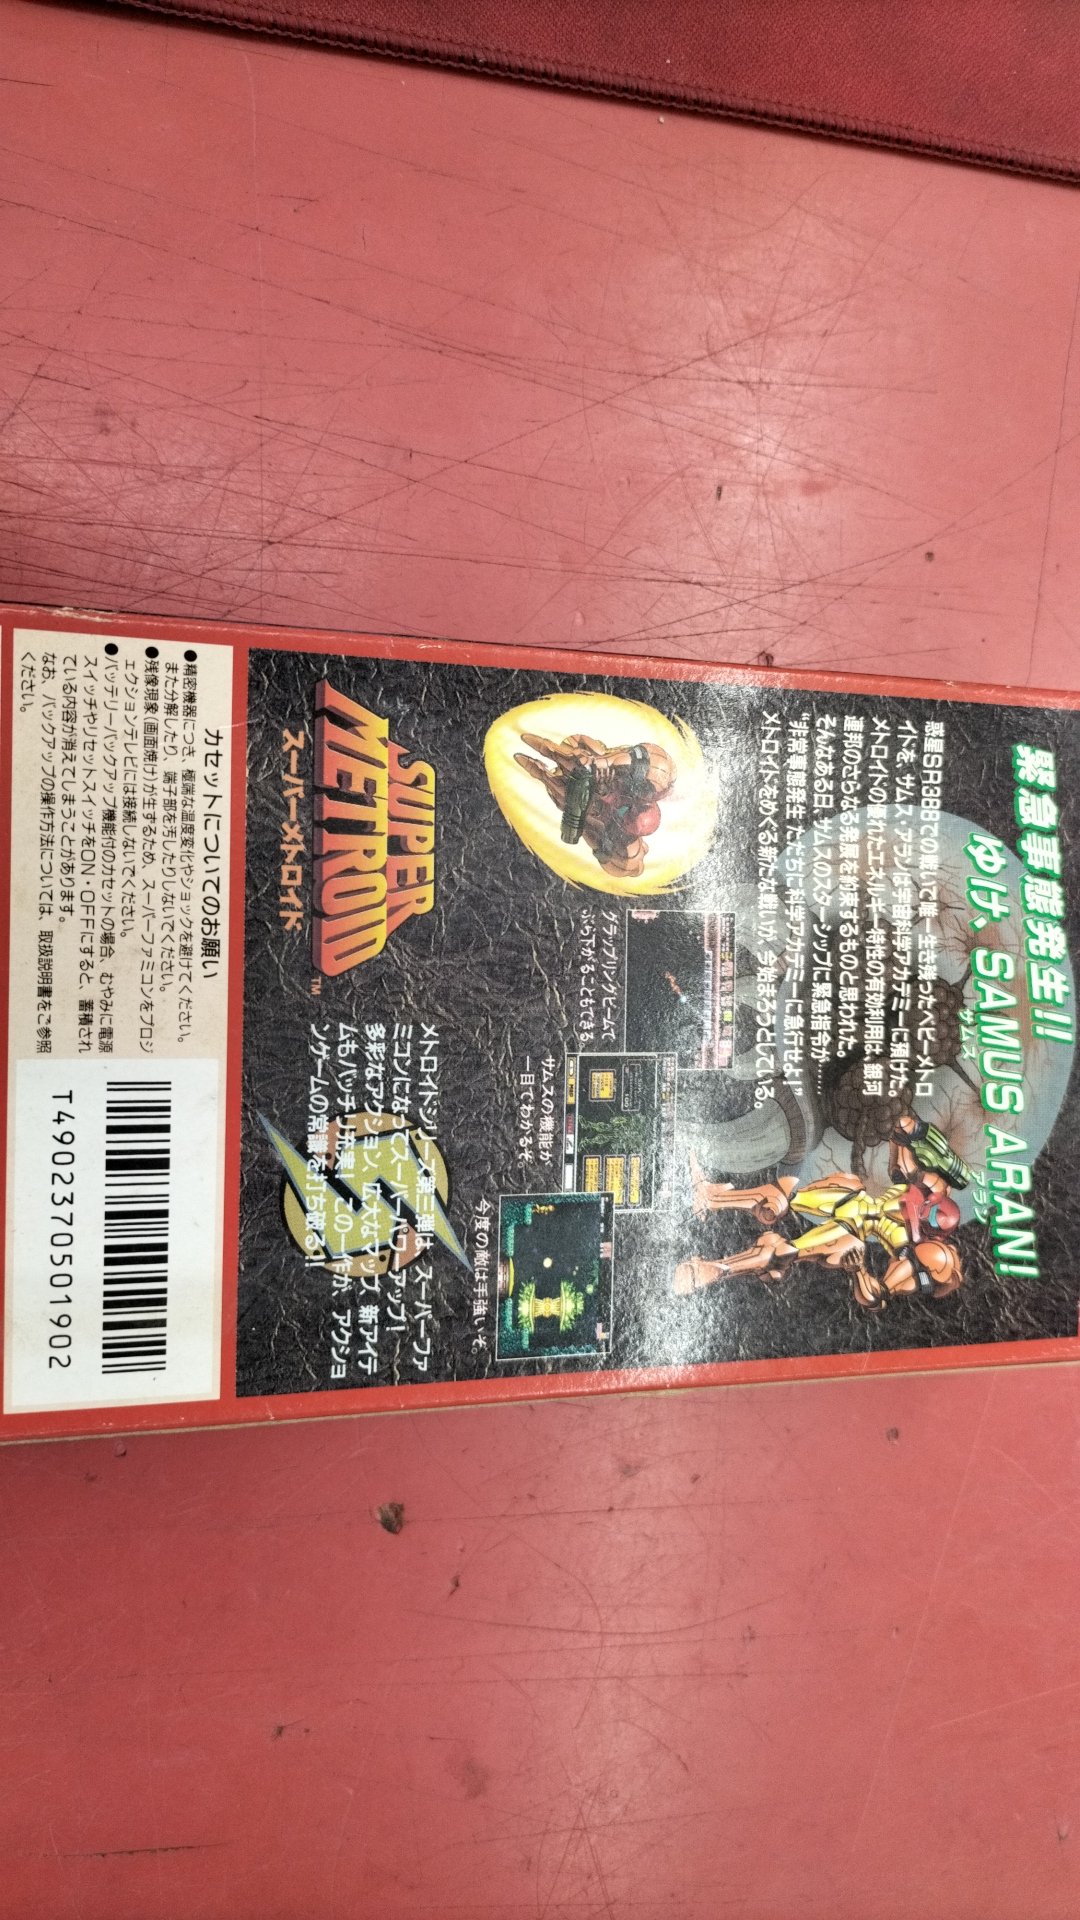 緊急事態発生!!
ゆけ、SAMUS ARAN!
サムス アラン
惑星SR388での戦いで唯一生き残ったベビーメトロ
イドを、サムス・アランは宇宙科学アカデミーに預けた。
メトロイドの優れたエネルギー特性の有効利用は、銀河
連邦のさらなる発展を約束するものと思われた。
そんなある日、サムスのスターシップに緊急指令が……
“非常事態発生!ただちに科学アカデミーに急行せよ!”
メトロイドをめぐる新たな戦いが、今始まろうとしている。
グラップリングビームで
ぶら下がることもできる
サムスの機能が
一目でわかるぞ。
今度の敵は手強いぞ。
SUPER
METROID
TM
スーパーメトロイド
メトロイドシリーズ第三弾は、スーパーファ
ミコンになってスーパーパワーアップ!
多彩なアクション、広大なマップ、新アイテ
ムもバッチリ充実!この一作が、アクショ
ンゲームの常識を打ち破る!
カセットについてのお願い
●精密機器につき、極端な温度変化やショックを避けてください。
また分解したり、端子部を汚したりしないでください。
●残像現象(画面焼け)が生ずるため、スーパーファミコンをプロジ
ェクションテレビには接続しないでください。
●バッテリーバックアップ機能付のカセットの場合、むやみに電源
スイッチやリセットスイッチをON・OFFにすると、蓄積され
ている内容が消えてしまうことがあります。
なお、バックアップの操作方法については、取扱説明書をご参照
ください。
T4902370501902